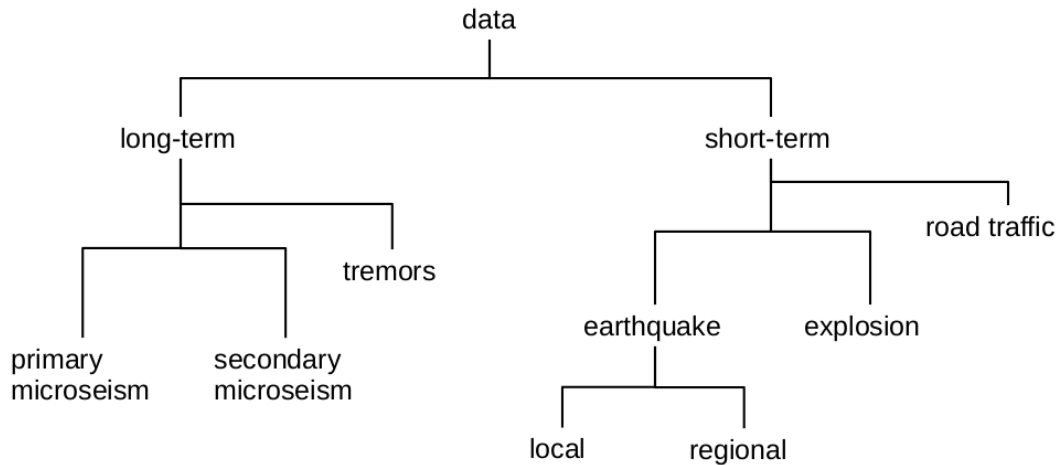 data
long-term
short-term
road traffic
tremors
earthquake
explosion
primary
microseism
secondary
microseism
local
regional